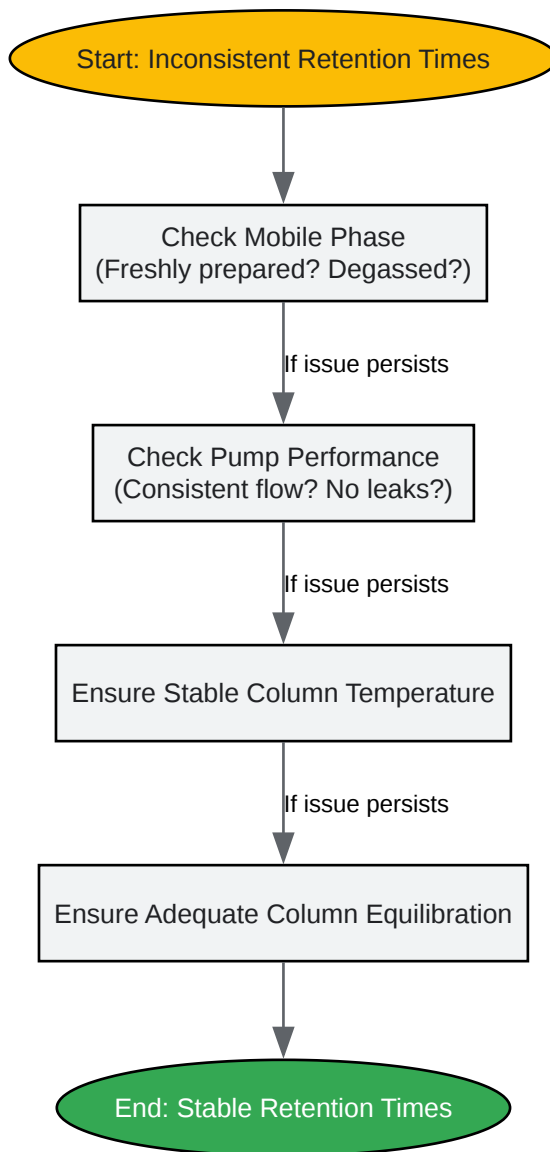 Start: Inconsistent Retention Times
Check Mobile Phase
(Freshly prepared? Degassed?)
If issue persists
Check Pump Performance
(Consistent flow? No leaks?)
If issue persists
Ensure Stable Column Temperature
If issue persists
Ensure Adequate Column Equilibration
End: Stable Retention Times